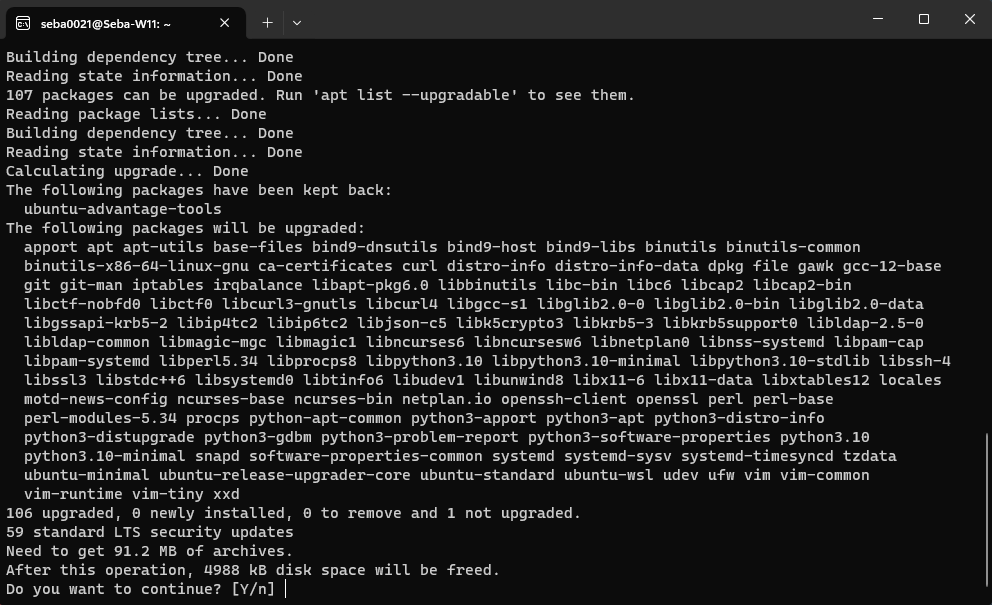 seba0021@Seba-W11: ~
Building dependency tree... Done
Reading state information... Done
107 packages can be upgraded. Run 'apt list --upgradable' to see them.
Reading package lists... Done
Building dependency tree... Done
Reading state information... Done
Calculating upgrade... Done
The following packages have been kept back:
  ubuntu-advantage-tools
The following packages will be upgraded:
  apport apt apt-utils base-files bind9-dnsutils bind9-host bind9-libs binutils binutils-common
  binutils-x86-64-linux-gnu ca-certificates curl distro-info distro-info-data dpkg file gawk gcc-12-base
  git git-man iptables irqbalance libapt-pkg6.0 libbinutils libc-bin libc6 libcap2 libcap2-bin
  libctf-nobfd0 libctf0 libcurl3-gnutls libcurl4 libgcc-s1 libglib2.0-0 libglib2.0-bin libglib2.0-data
  libgssapi-krb5-2 libip4tc2 libip6tc2 libjson-c5 libk5crypto3 libkrb5-3 libkrb5support0 libldap-2.5-0
  libldap-common libmagic-mgc libmagic1 libncurses6 libncursesw6 libnetplan0 libnss-systemd libpam-cap
  libpam-systemd libperl5.34 libprocps8 libpython3.10 libpython3.10-minimal libpython3.10-stdlib libssh-4
  libssl3 libstdc++6 libsystemd0 libtinfo6 libudev1 libunwind8 libx11-6 libx11-data libxtables12 locales
  motd-news-config ncurses-base ncurses-bin netplan.io openssh-client openssl perl perl-base
  perl-modules-5.34 procps python-apt-common python3-apport python3-apt python3-distro-info
  python3-distupgrade python3-gdbm python3-problem-report python3-software-properties python3.10
  python3.10-minimal snapd software-properties-common systemd systemd-sysv systemd-timesyncd tzdata
  ubuntu-minimal ubuntu-release-upgrader-core ubuntu-standard ubuntu-wsl udev ufw vim vim-common
  vim-runtime vim-tiny xxd
106 upgraded, 0 newly installed, 0 to remove and 1 not upgraded.
59 standard LTS security updates
Need to get 91.2 MB of archives.
After this operation, 4988 kB disk space will be freed.
Do you want to continue? [Y/n]